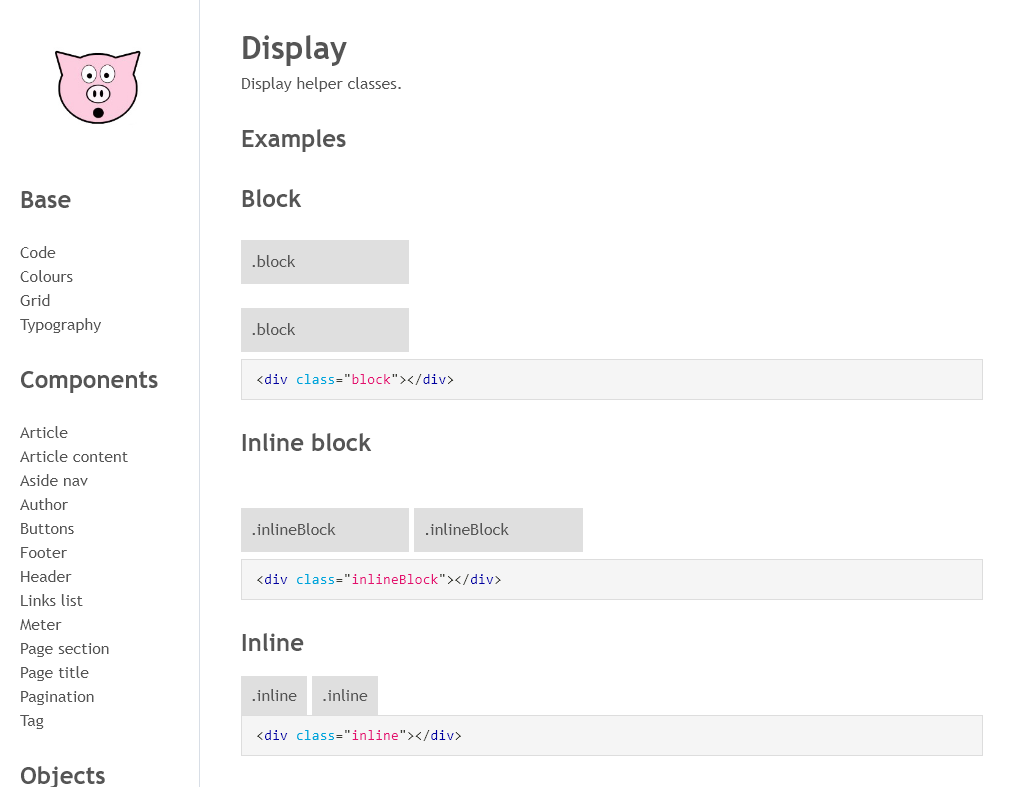 Base
Code
Colours
Grid
Typography
Components
Article
Article content
Aside nav
Author
Buttons
Footer
Header
Links list
Meter
Page section
Page title
Pagination
Tag
Objects
Display
Display helper classes.
Examples
Block
.block
.block
<div class="block"></div>
Inline block
.inlineBlock .inlineBlock
<div class="inlineBlock"></div>
Inline
.inline .inline
<div class="inline"></div>